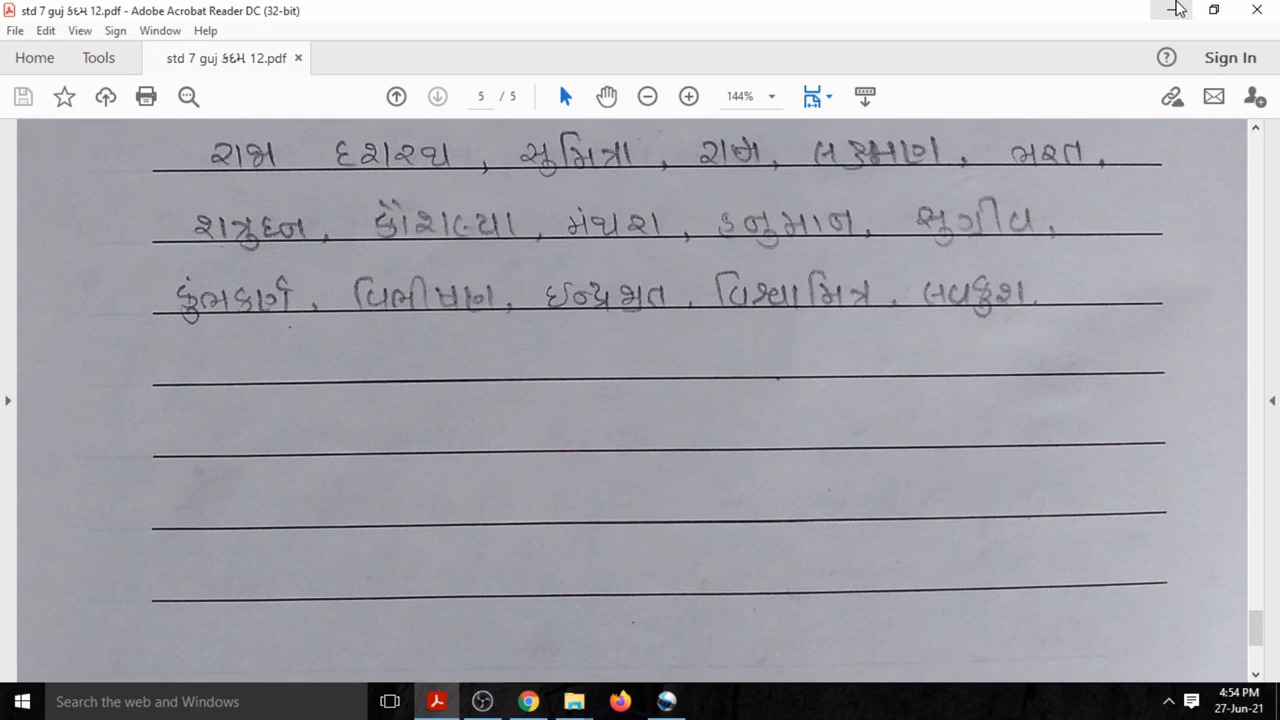 std 7 guj કદમ 12.pdf - Adobe Acrobat Reader DC (32-bit)
File Edit View Sign Window Help
Home Tools std 7 guj કદમ 12.pdf × Sign In
5 / 5 144%
રાજા દશરથ, સુમિત્રા, રામ, લક્ષ્મણ, ભરત,
શત્રુઘ્ન, કૌશલ્યા, મંથરા, હનુમાન, સુગ્રીવ,
કુંભકર્ણ, વિભીષણ, ઇન્દ્રજીત, વિશ્વામિત્ર, લવકુશ.
Search the web and Windows
4:54 PM
27-Jun-21